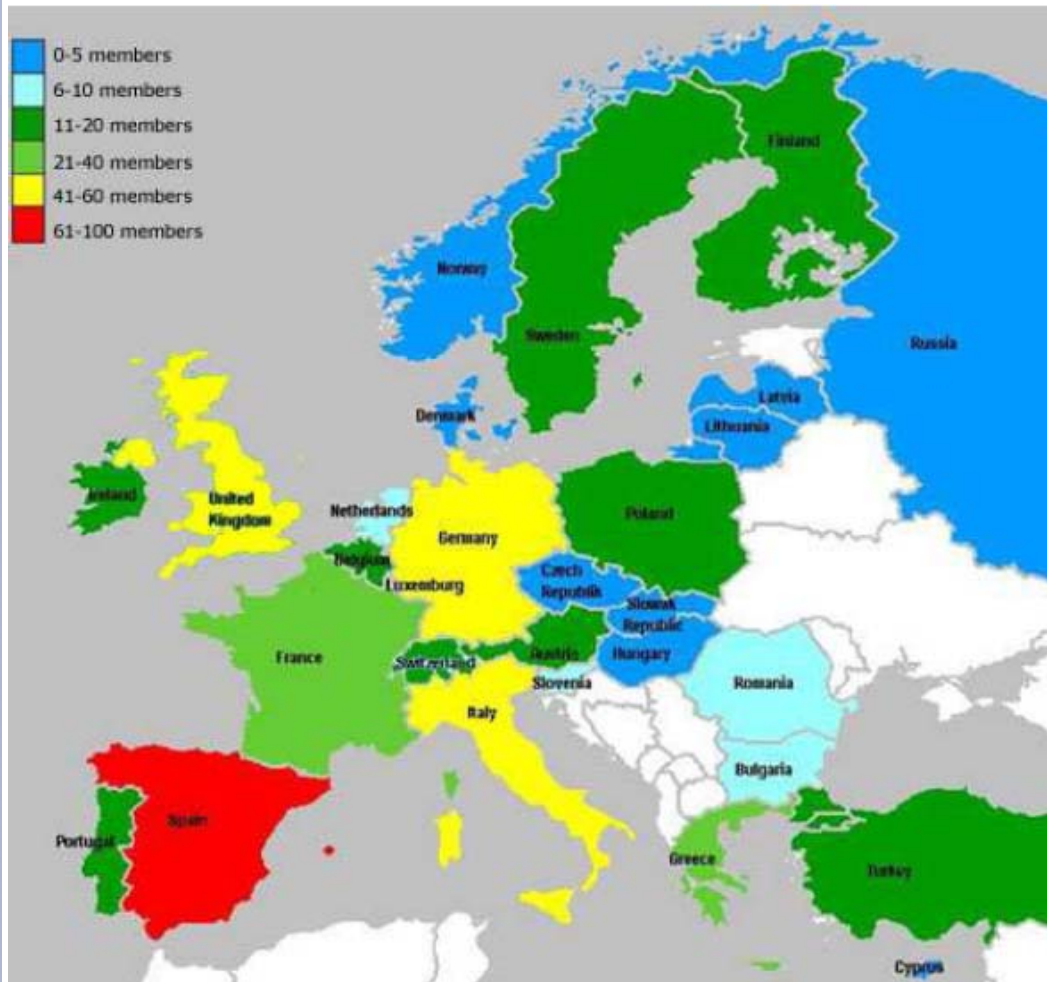 0-5 members
6-10 members
11-20 members
21-40 members
41-60 members
61-100 members
Finland
Norway
Sweden
Russia
Latvia
Denmark
Lithuania
Ireland
United
Kingdom
Netherlands
Poland
Germany
Belgium
Luxemburg
Czech
Republik
Slowak
Republic
France
Switzerland
Austria
Hungary
Slovenia
Romania
Italy
Bulgaria
Spain
Portugal
Greece
Turkey
Cyprus